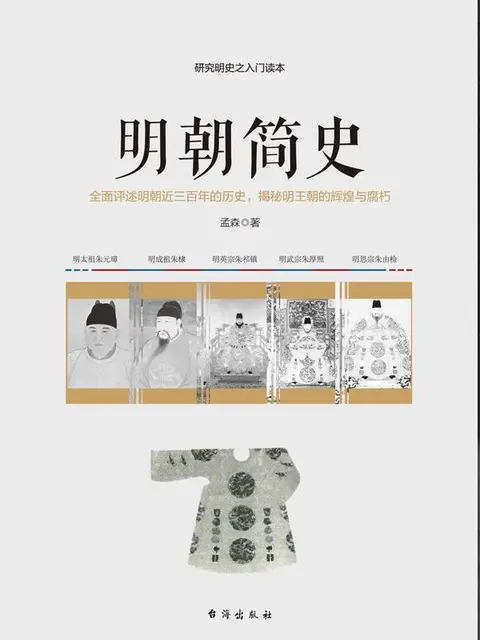 研究明史之入门读本
明朝简史
全面评述明朝近三百年的历史，揭秘明王朝的辉煌与腐朽
孟森◎著
明太祖朱元璋 明成祖朱棣 明英宗朱祁镇 明武宗朱厚照 明思宗朱由检
台海出版社